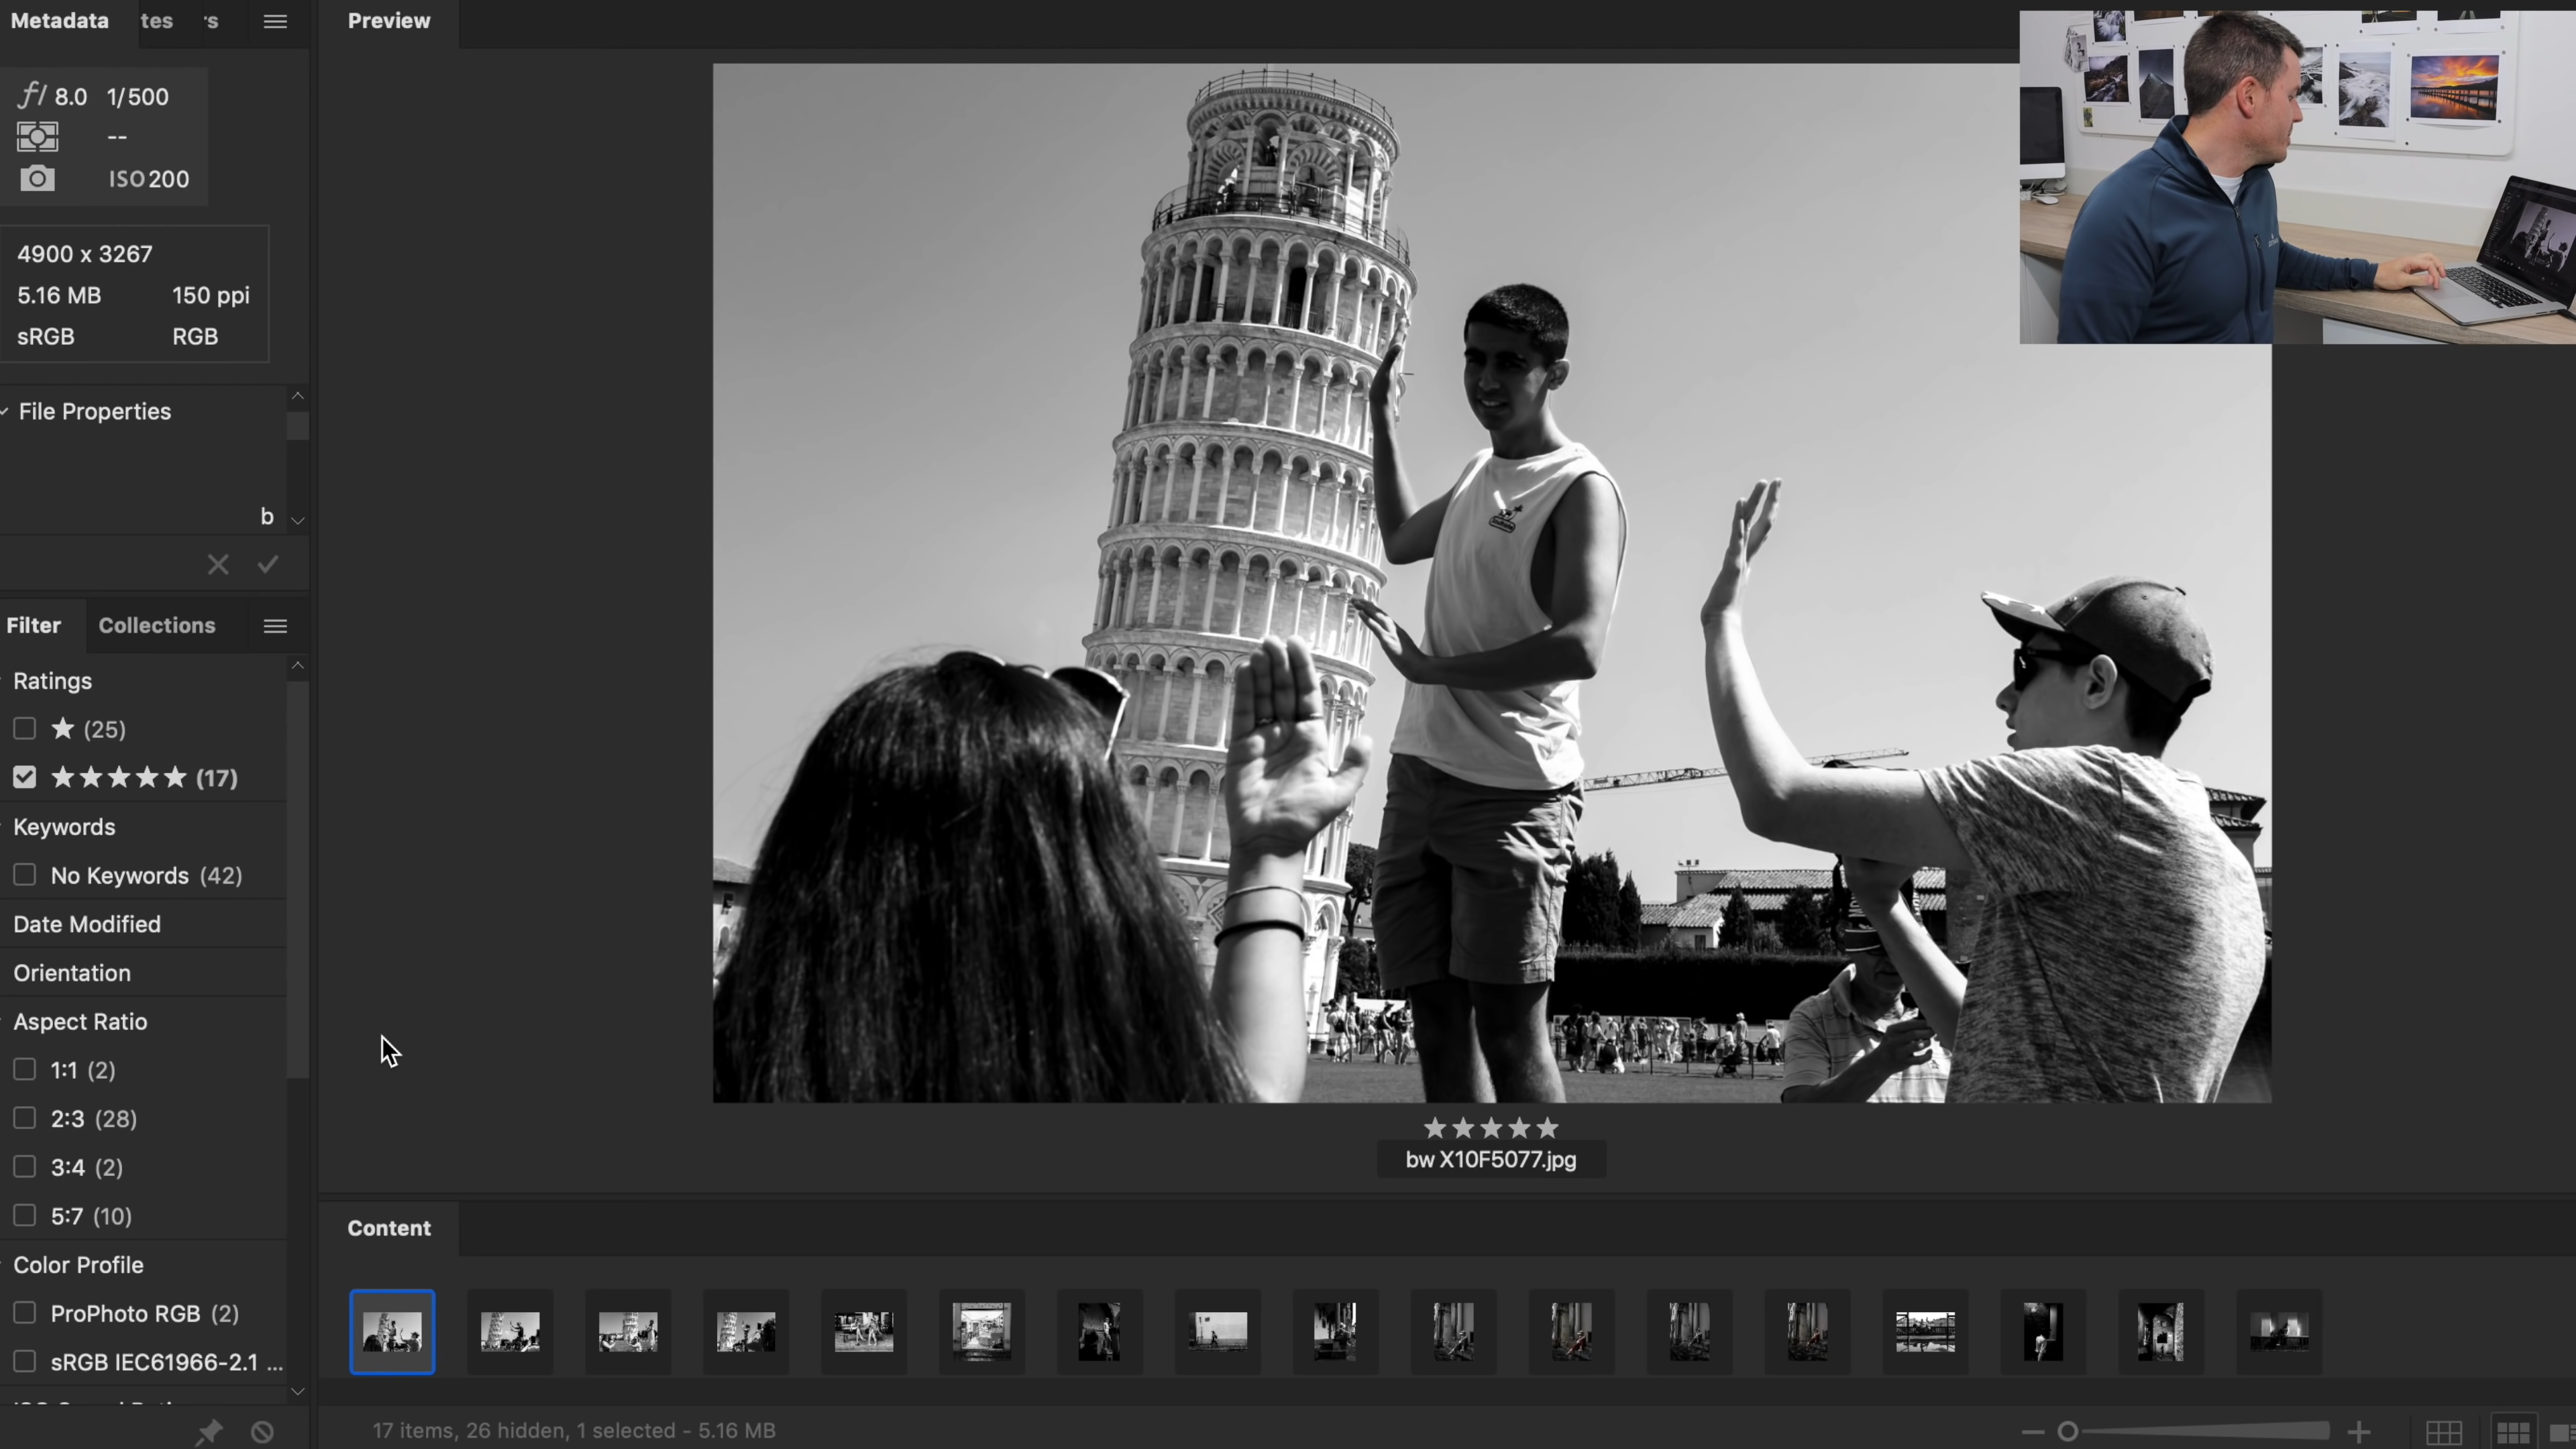 Metadata tes s
Preview
f/ 8.0 1/500
--
ISO 200
4900 x 3267
5.16 MB 150 ppi
sRGB RGB
File Properties
b
Filter Collections
Ratings
★ (25)
★★★★★ (17)
Keywords
No Keywords (42)
Date Modified
Orientation
Aspect Ratio
1:1 (2)
2:3 (28)
3:4 (2)
5:7 (10)
Color Profile
ProPhoto RGB (2)
sRGB IEC61966-2.1 ...
★★★★★
bw X10F5077.jpg
Content
17 items, 26 hidden, 1 selected - 5.16 MB